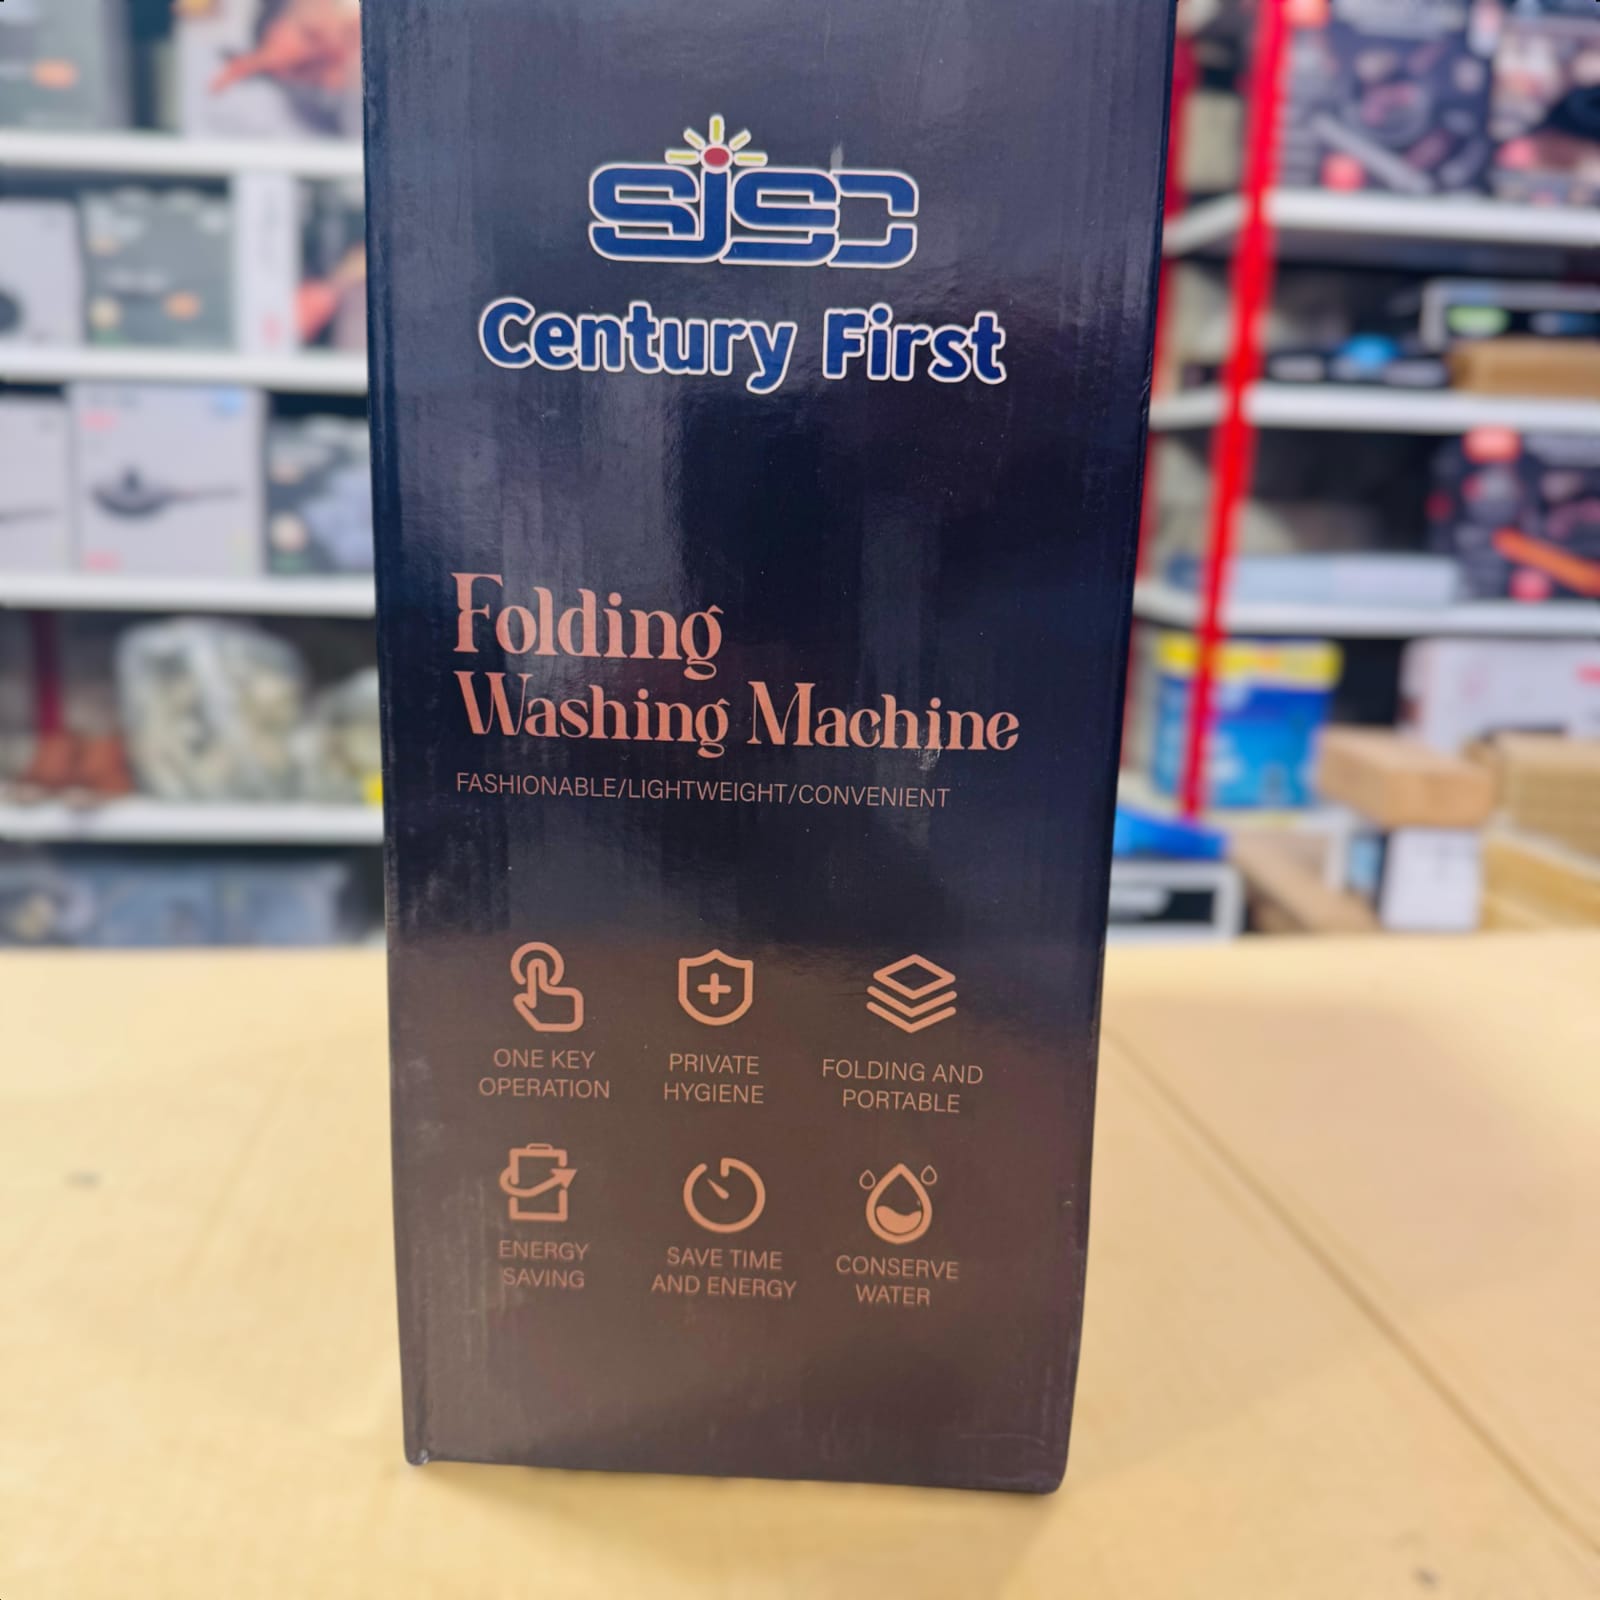 SJSD
Century First
Folding
Washing Machine
FASHIONABLE/LIGHTWEIGHT/CONVENIENT
ONE KEY
OPERATION
PRIVATE
HYGIENE
FOLDING AND
PORTABLE
ENERGY
SAVING
SAVE TIME
AND ENERGY
CONSERVE
WATER